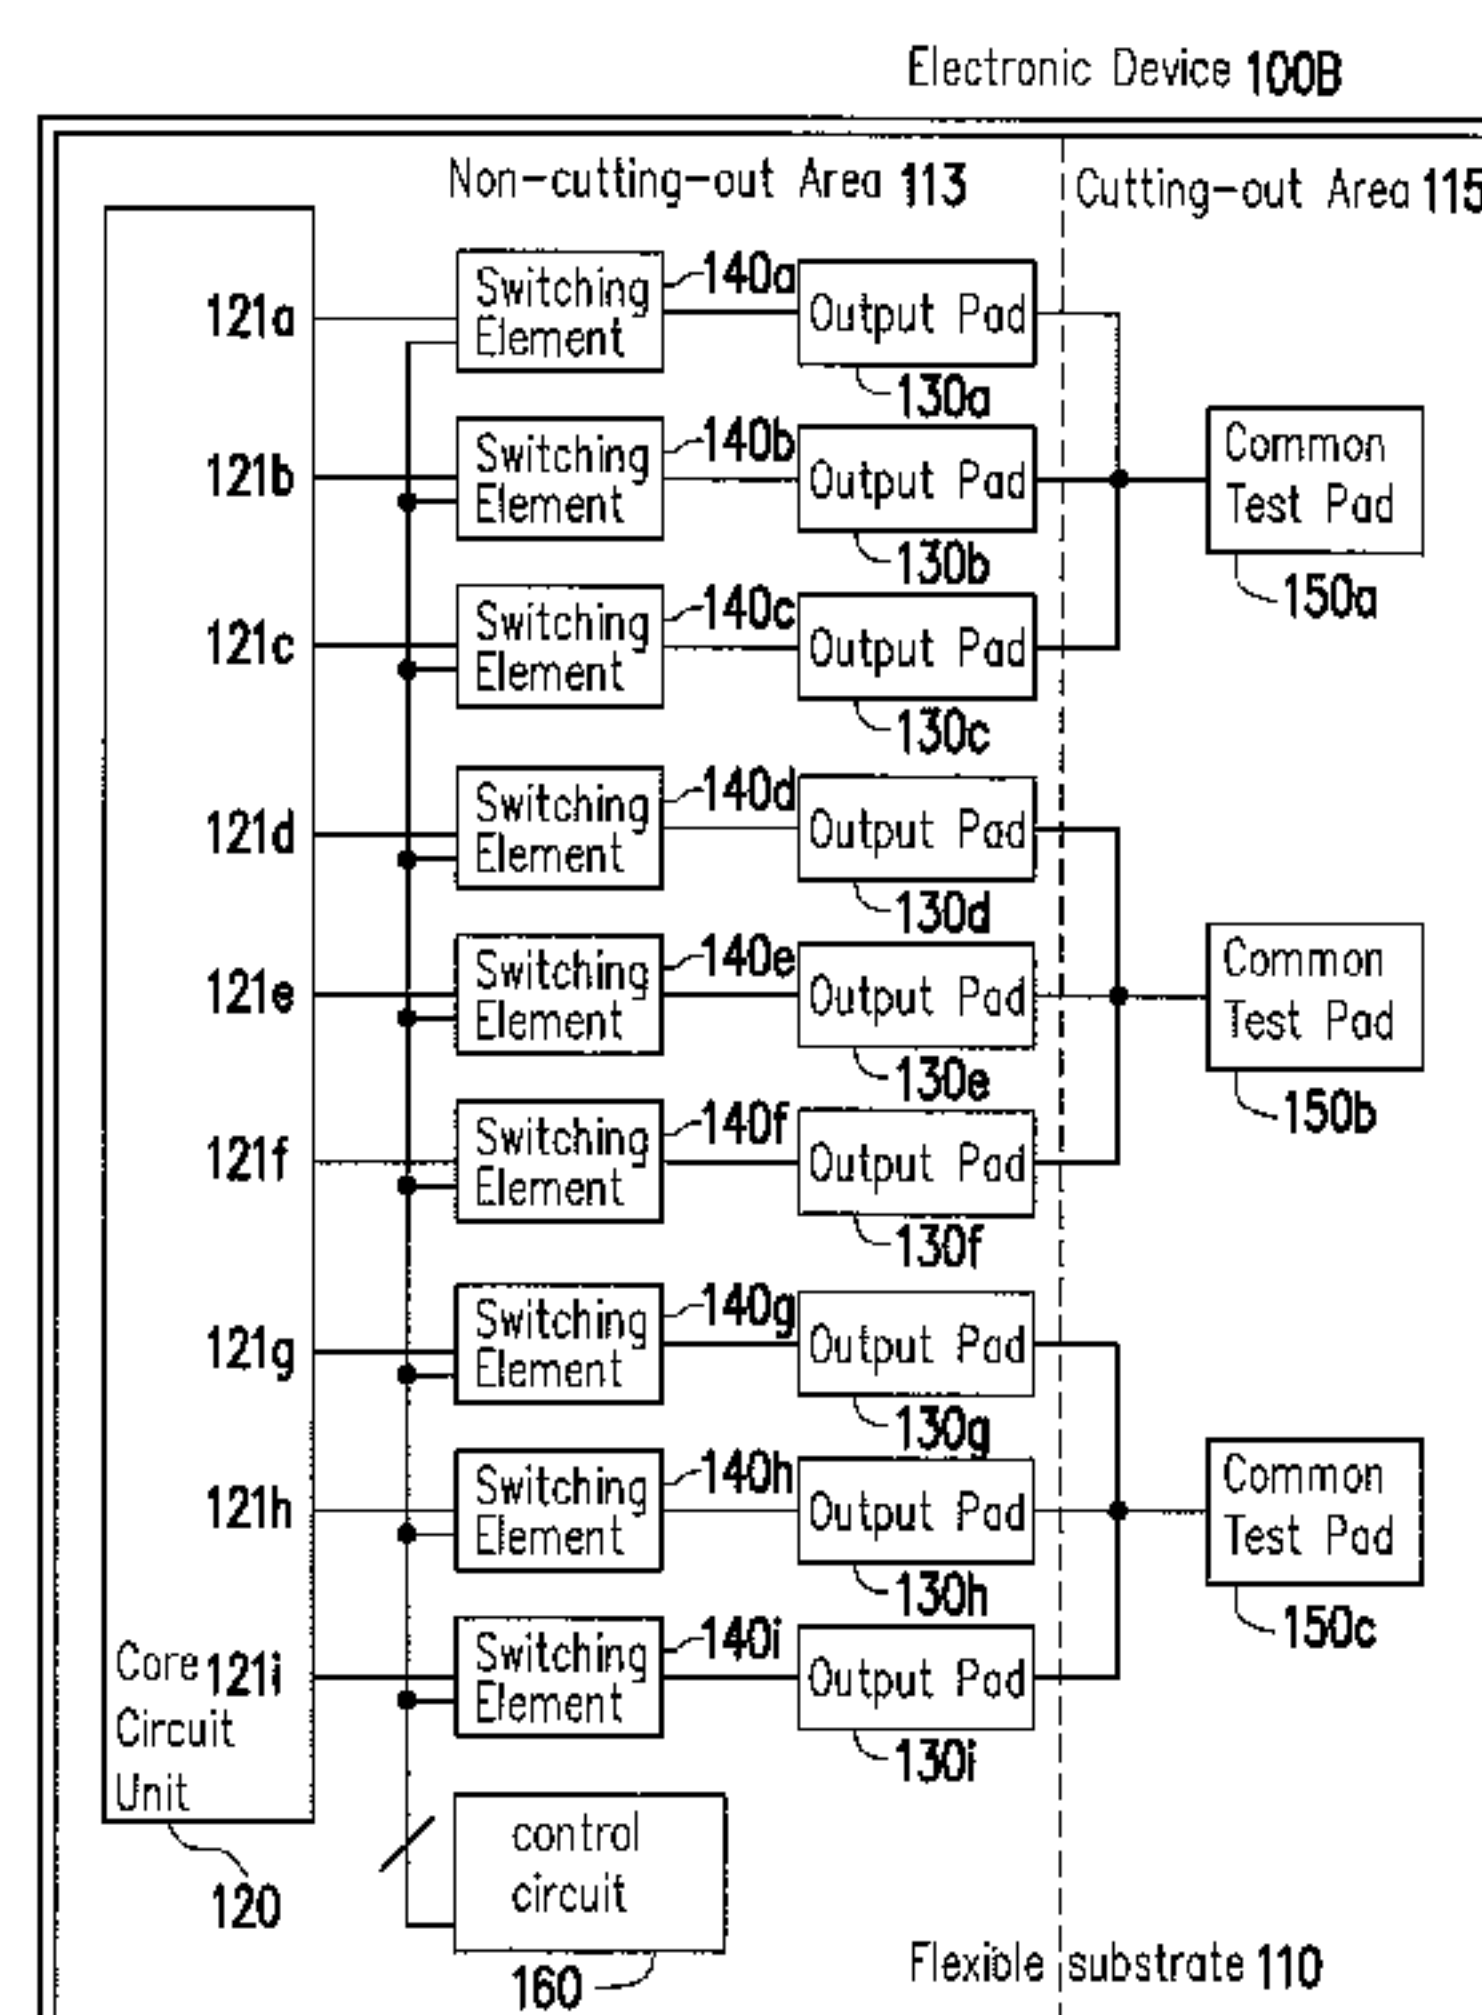 Electronic Device 100B
Non-cutting-out Area 113
Cutting-out Area 115
121a
Switching
Element
140a
Output Pad
130a
121b
Switching
Element
140b
Output Pad
130b
Common
Test Pad
150a
121c
Switching
Element
140c
Output Pad
130c
121d
Switching
Element
140d
Output Pad
130d
121e
Switching
Element
140e
Output Pad
130e
Common
Test Pad
150b
121f
Switching
Element
140f
Output Pad
130f
121g
Switching
Element
140g
Output Pad
130g
121h
Switching
Element
140h
Output Pad
130h
Common
Test Pad
150c
121i
Switching
Element
140i
Output Pad
130i
Core
Circuit
Unit
120
control
circuit
160
Flexible substrate 110